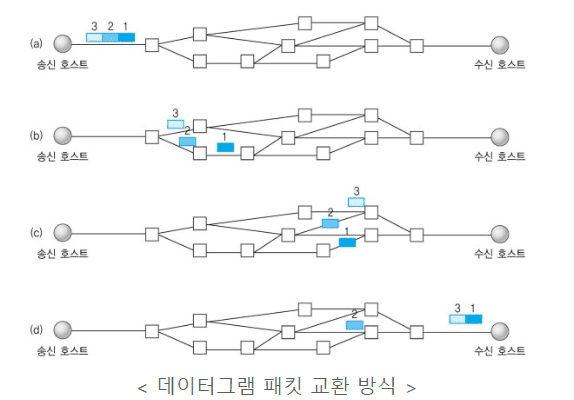 3 2 1
(a)
송신 호스트 수신 호스트
3
(b) 2 1
송신 호스트 수신 호스트
3
(c) 2
1
송신 호스트 수신 호스트
(d) 2 3 1
송신 호스트 수신 호스트
< 데이터그램 패킷 교환 방식 >